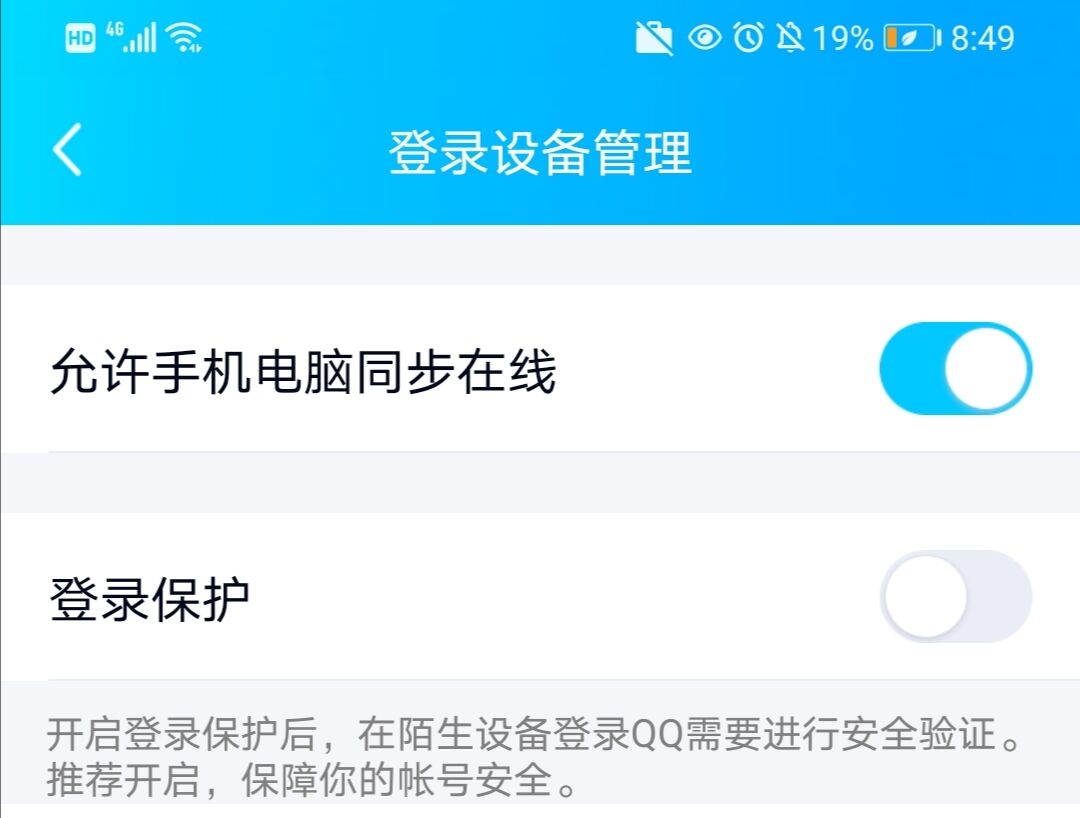 HD 4G 19% 8:49
登录设备管理
允许手机电脑同步在线
登录保护
开启登录保护后，在陌生设备登录QQ需要进行安全验证。
推荐开启，保障你的帐号安全。